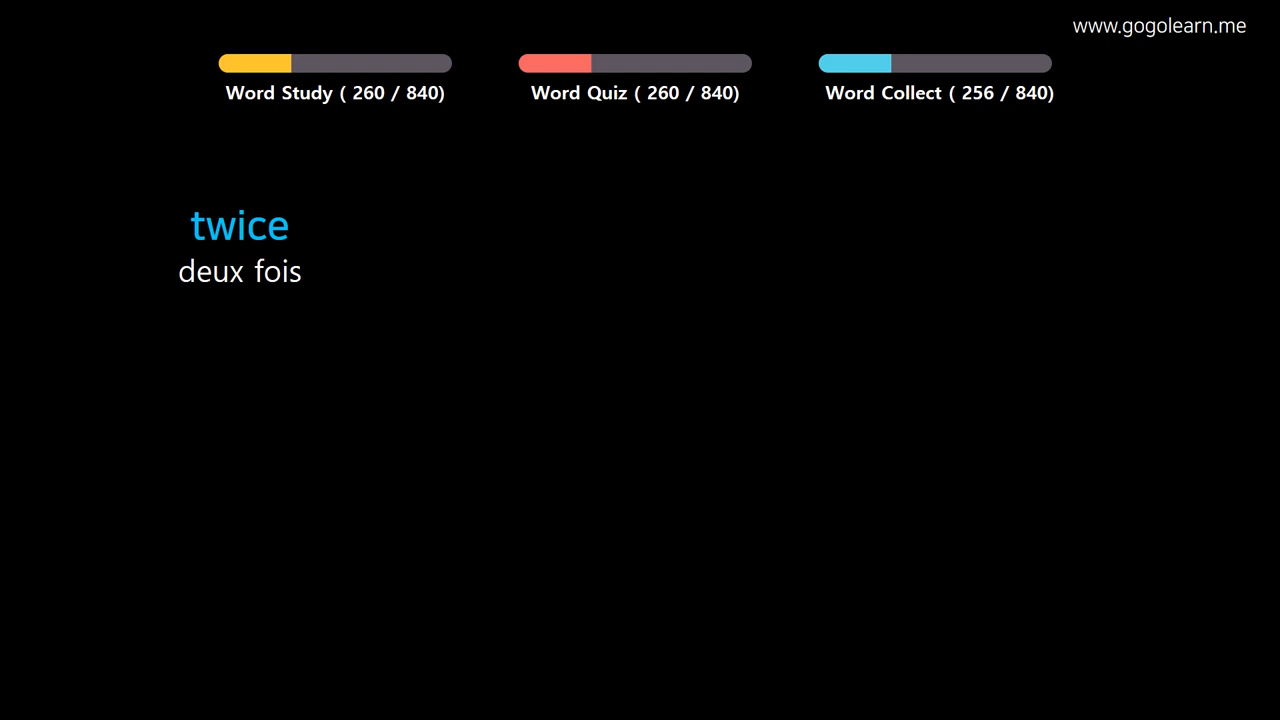 www.gogolearn.me
Word Study ( 260 / 840)
Word Quiz ( 260 / 840)
Word Collect ( 256 / 840)
twice
deux fois